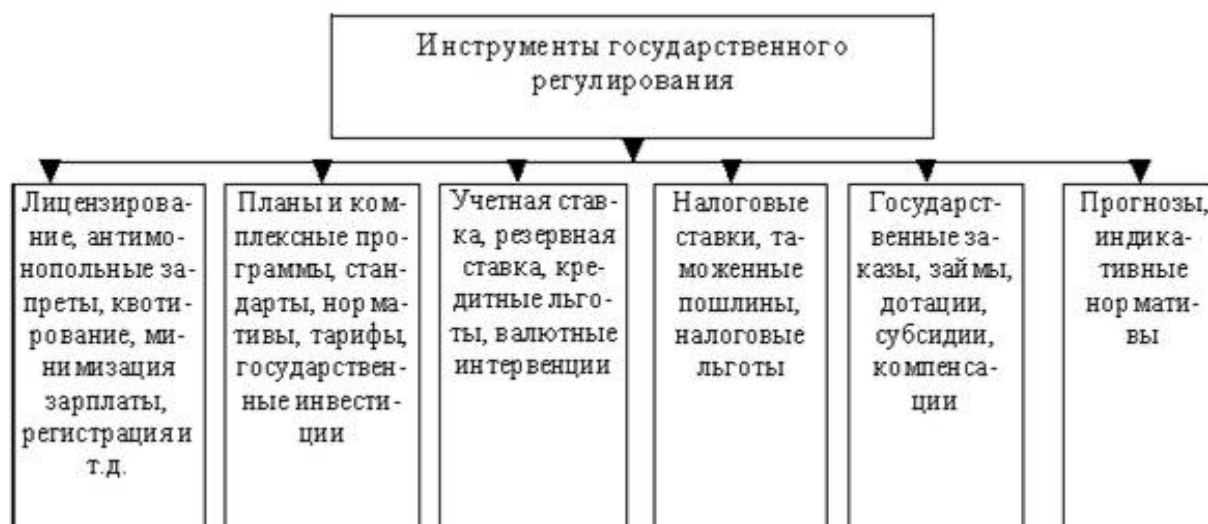 Инструменты государственного
регулирования
Лицензирова-
ние, антимо-
нопольные за-
преты, квоти-
рование, ми-
нимизация
зарплаты,
регистрация и
т.д.
Планы и ком-
плексные про-
граммы, стан-
дарты, норма-
тивы, тарифы,
государствен-
ные инвести-
ции
Учетная став-
ка, резервная
ставка, кре-
дитные льго-
ты, валютные
интервенции
Налоговые
ставки, та-
моженные
пошлины,
налоговые
льготы
Государст-
венные за-
казы, займы,
дотации,
субсидии,
компенса-
ции
Прогнозы,
индика-
тивные
нормати-
вы